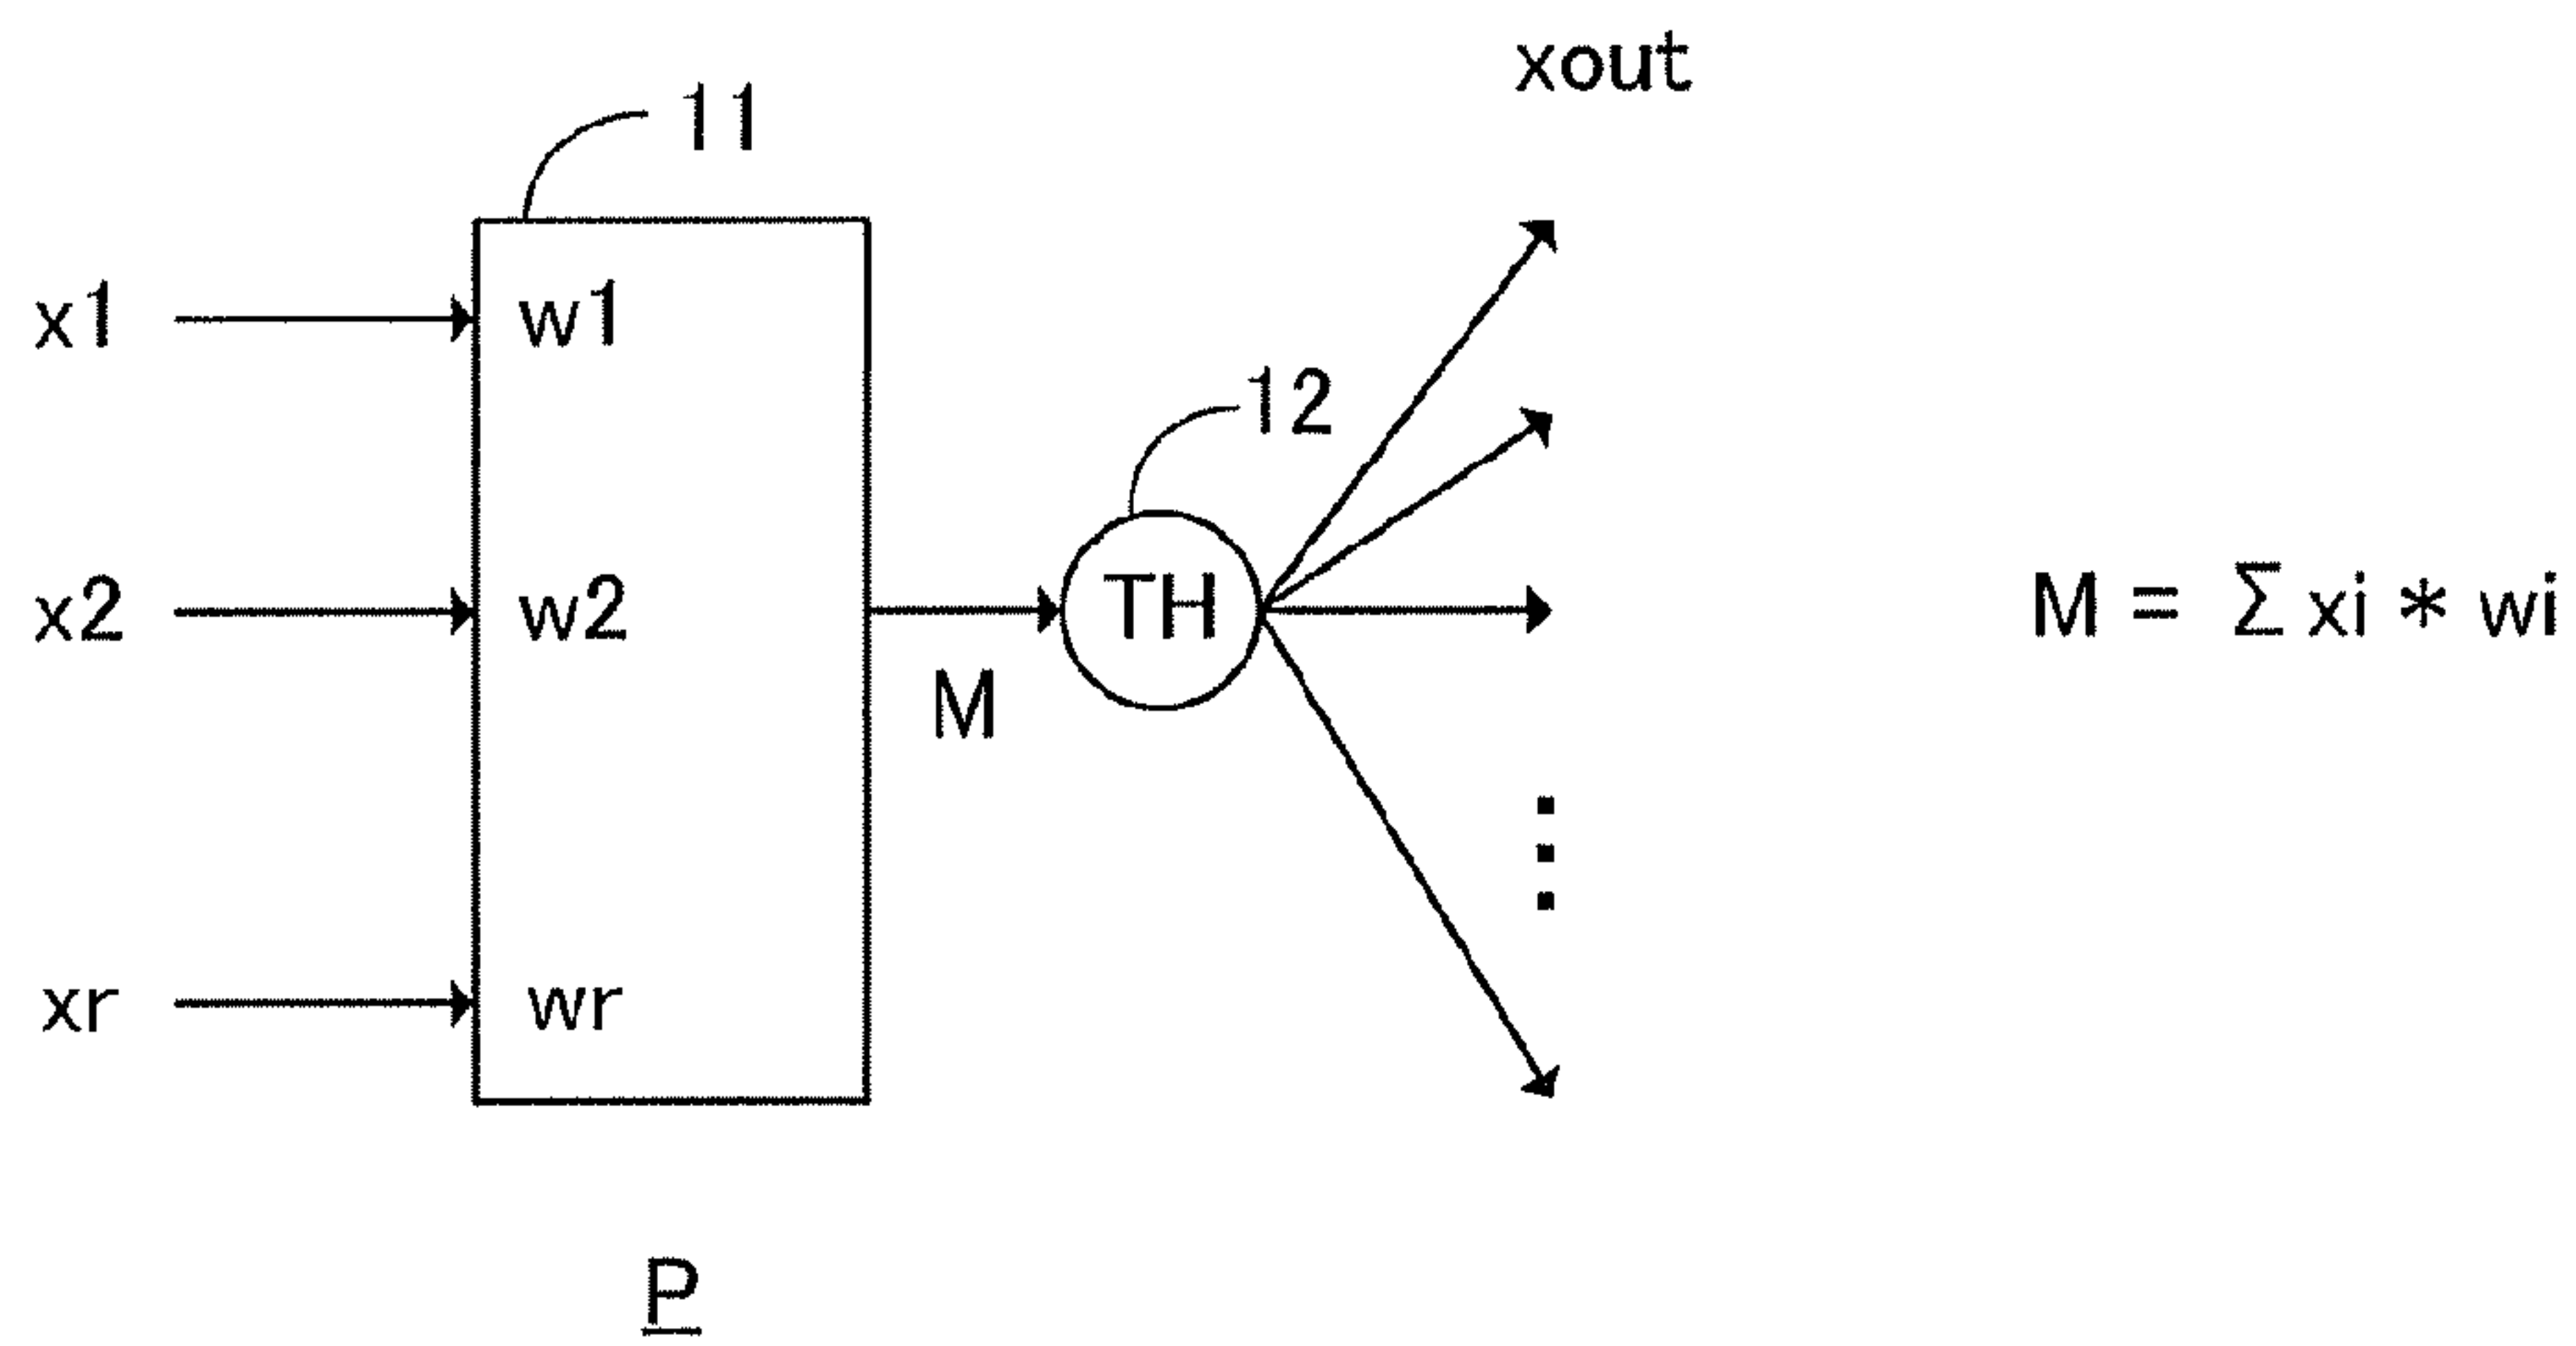 xout
11
x1 w1
12
x2 w2 TH M = Σ xi * wi
M
xr wr
P